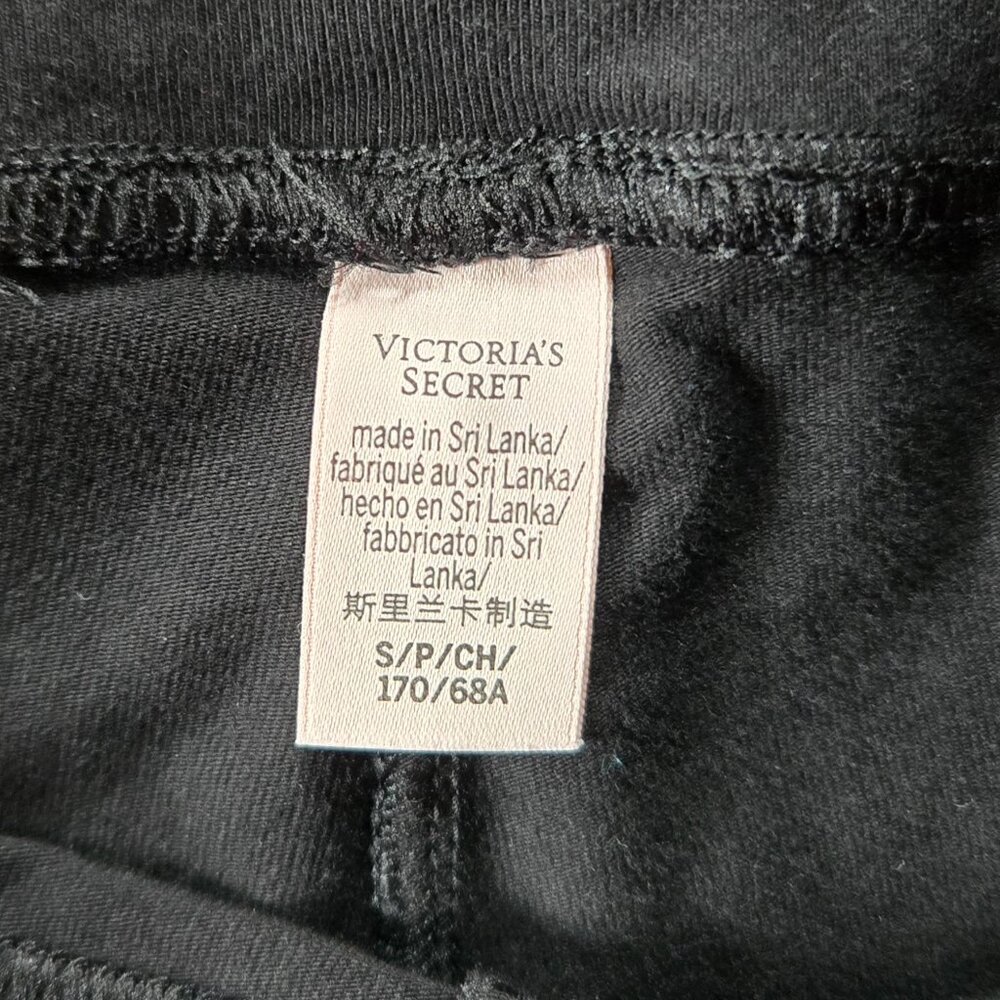 VICTORIA'S
SECRET
made in Sri Lanka/
fabriqué au Sri Lanka/
hecho en Sri Lanka/
fabbricato in Sri
Lanka/
斯里兰卡制造
S/P/CH/
170/68A